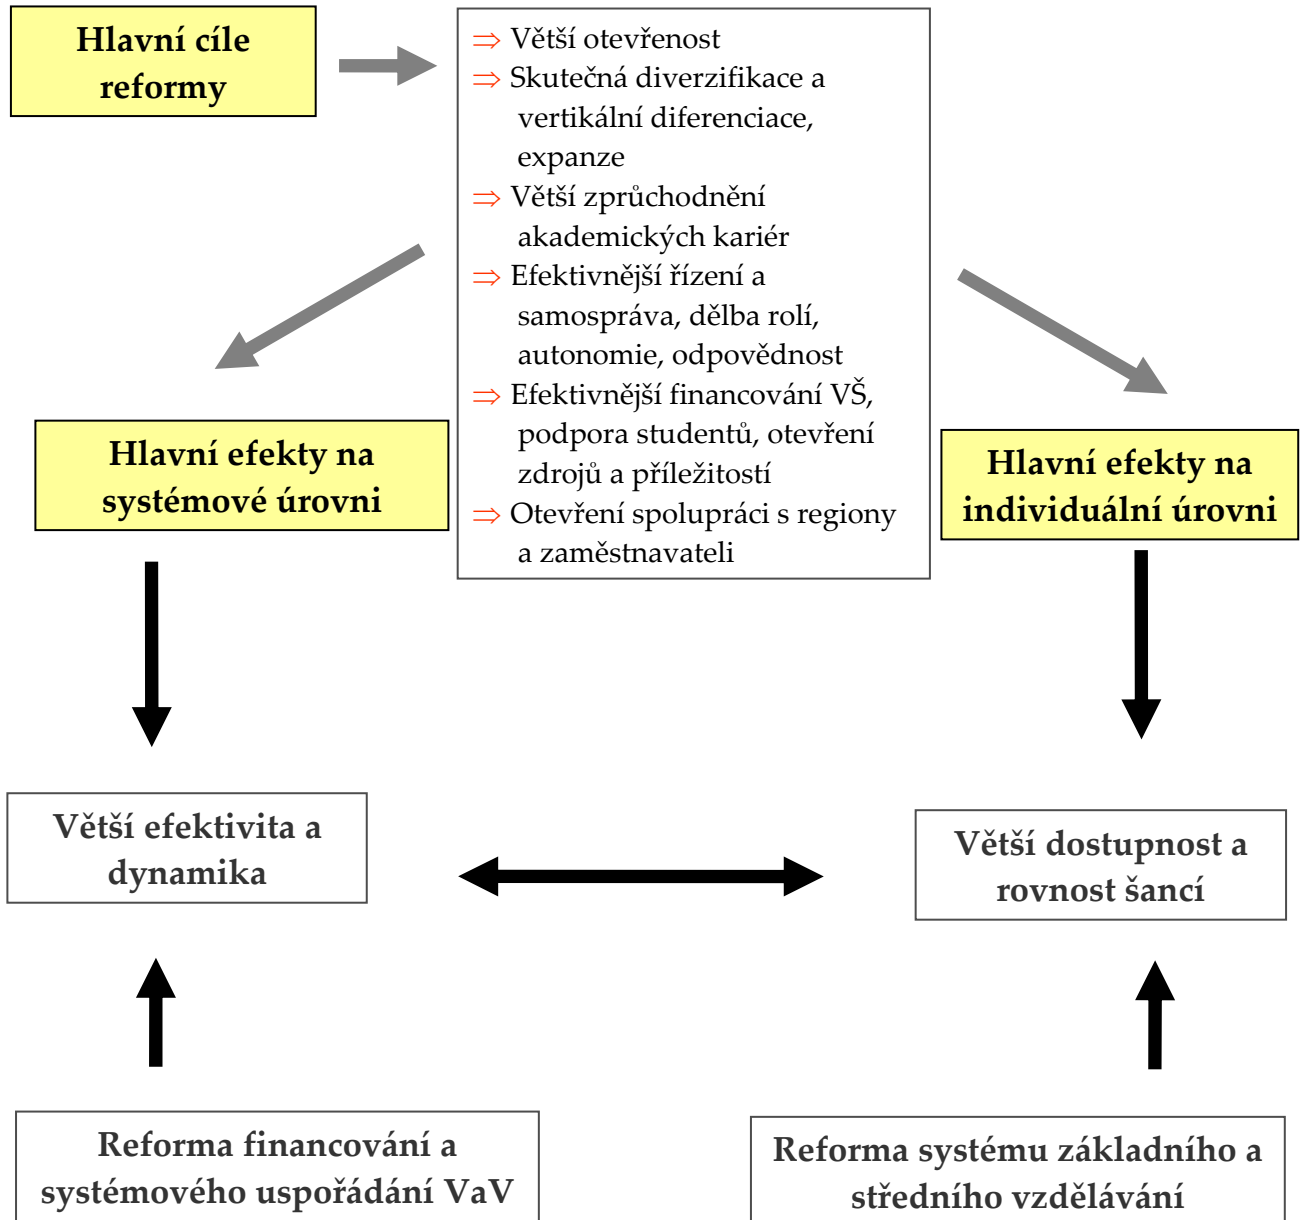 Hlavní cíle
reformy
⇒ Větší otevřenost
⇒ Skutečná diverzifikace a
vertikální diferenciace,
expanze
⇒ Větší zprůchodnění
akademických kariér
⇒ Efektivnější řízení a
samospráva, dělba rolí,
autonomie, odpovědnost
⇒ Efektivnější financování VŠ,
podpora studentů, otevření
zdrojů a příležitostí
⇒ Otevření spolupráci s regiony
a zaměstnavateli
Hlavní efekty na
systémové úrovni
Hlavní efekty na
individuální úrovni
Větší efektivita a
dynamika
Větší dostupnost a
rovnost šancí
Reforma financování a
systémového uspořádání VaV
Reforma systému základního a
středního vzdělávání